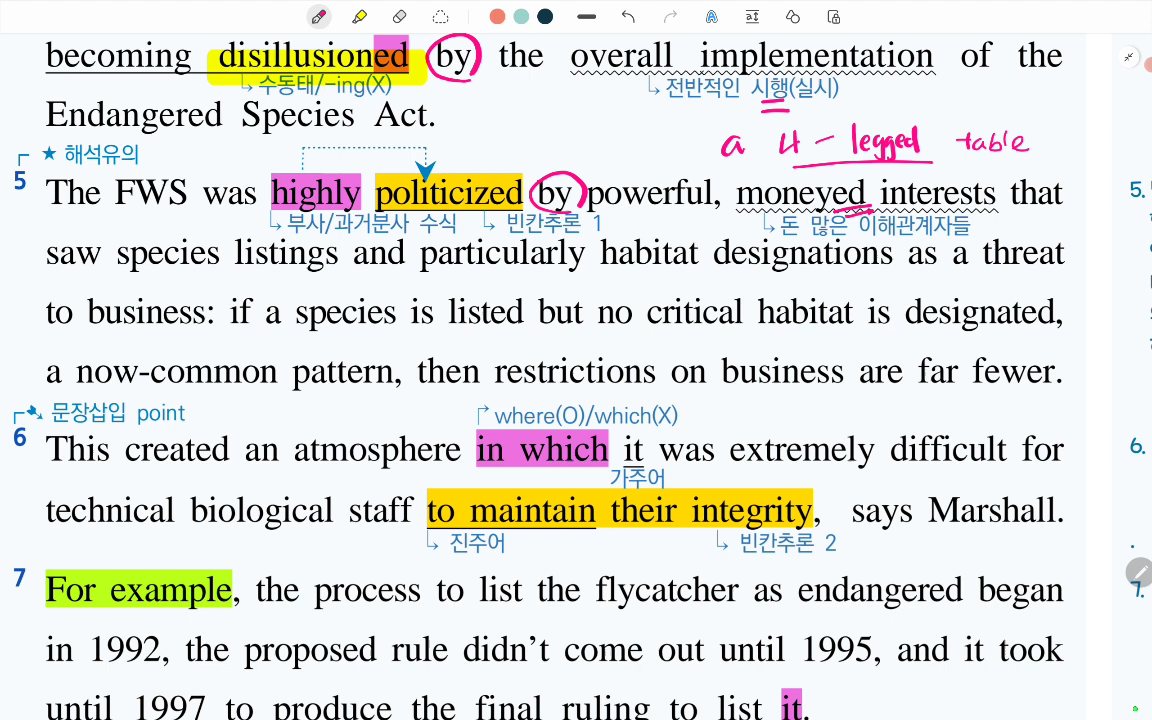 becoming disillusioned by the overall implementation of the
↳ 수동태/-ing(X) ↳ 전반적인 시행(실시)
Endangered Species Act.
a 4-legged table
★ 해석유의
5 The FWS was highly politicized by powerful, moneyed interests that
↳ 부사/과거분사 수식 ↳ 빈칸추론 1 ↳ 돈 많은 이해관계자들
saw species listings and particularly habitat designations as a threat
to business: if a species is listed but no critical habitat is designated,
a now-common pattern, then restrictions on business are far fewer.
문장삽입 point where(O)/which(X)
6 This created an atmosphere in which it was extremely difficult for
가주어
technical biological staff to maintain their integrity, says Marshall.
↳ 진주어 ↳ 빈칸추론 2
7 For example, the process to list the flycatcher as endangered began
in 1992, the proposed rule didn't come out until 1995, and it took
until 1997 to produce the final ruling to list it.
5.
6.
7.